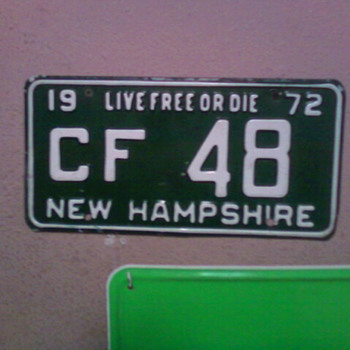 19 LIVE FREE OR DIE 72
CF 48
NEW HAMPSHIRE